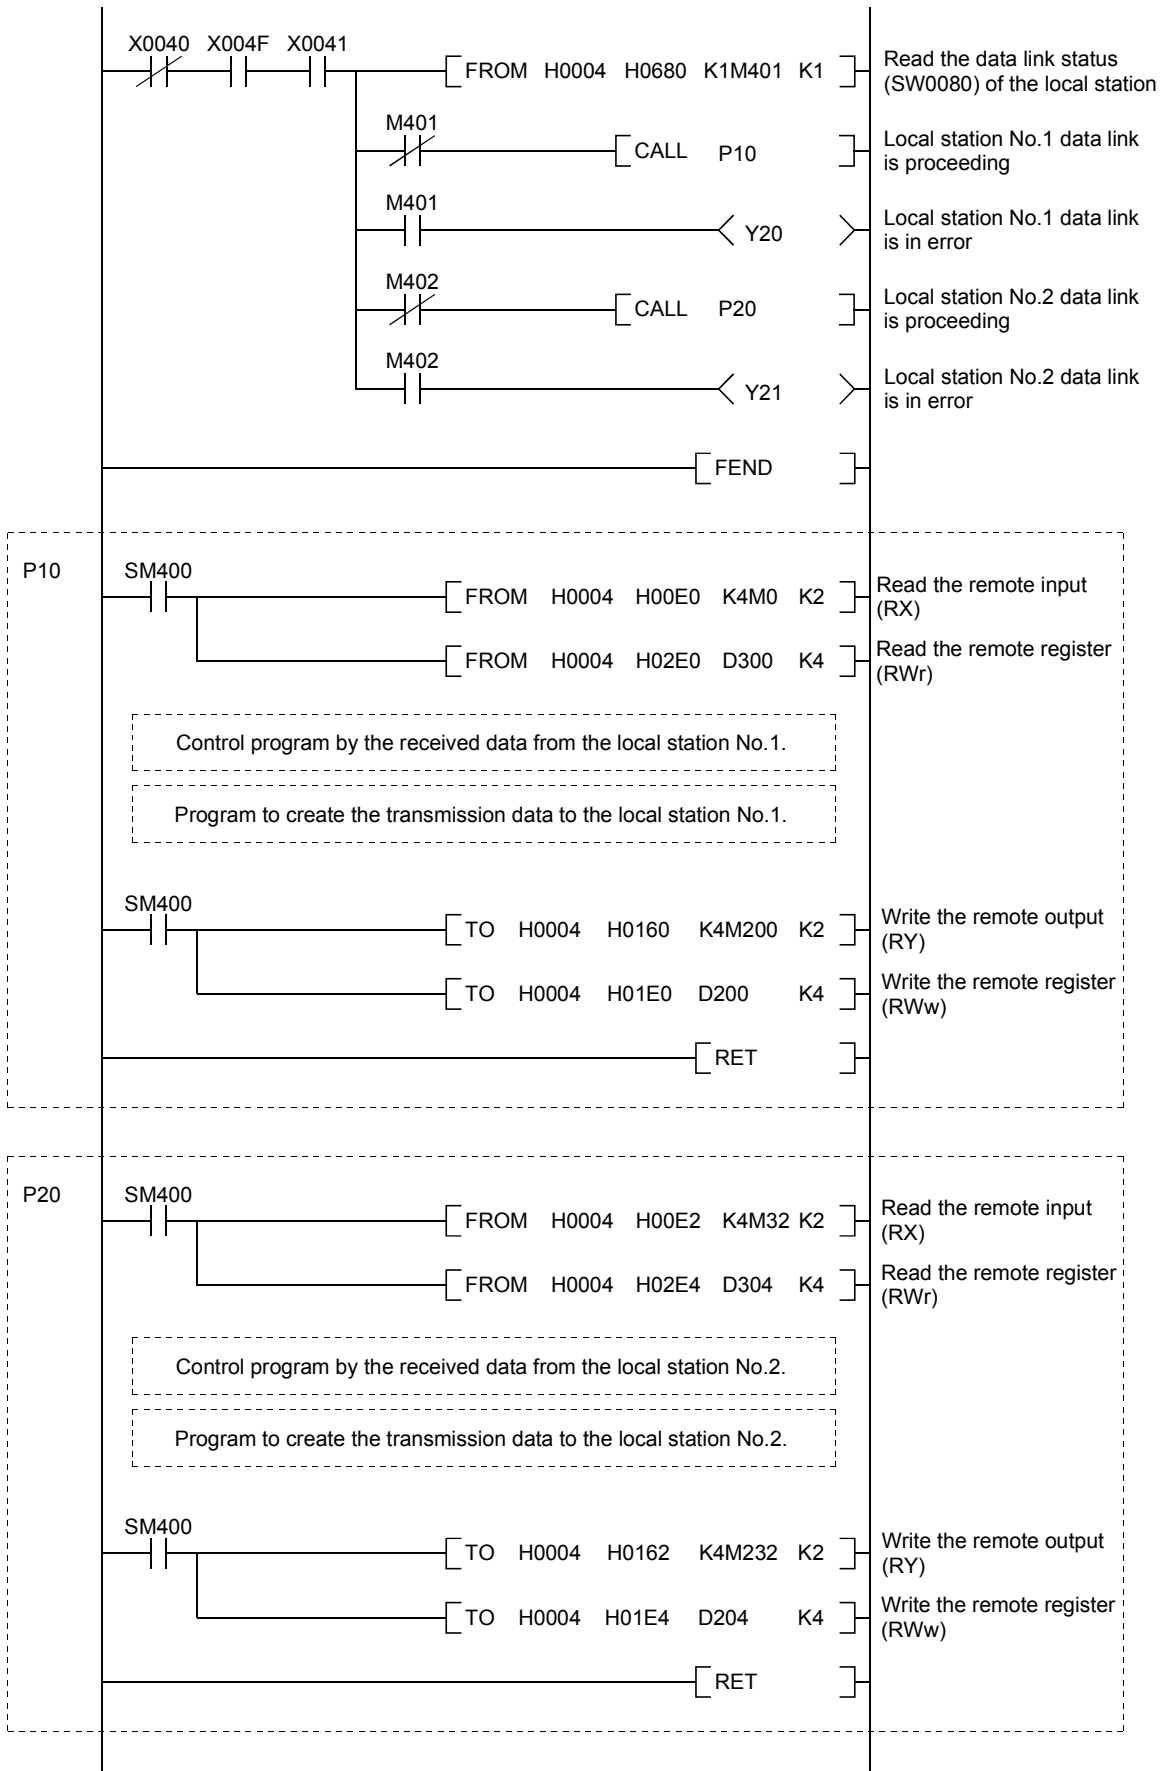 X0040 X004F X0041
FROM H0004 H0680 K1M401 K1
Read the data link status
(SW0080) of the local station
M401
CALL P10
Local station No.1 data link
is proceeding
M401
Y20
Local station No.1 data link
is in error
M402
CALL P20
Local station No.2 data link
is proceeding
M402
Y21
Local station No.2 data link
is in error
FEND
P10
SM400
FROM H0004 H00E0 K4M0 K2
Read the remote input
(RX)
FROM H0004 H02E0 D300 K4
Read the remote register
(RWr)
Control program by the received data from the local station No.1.
Program to create the transmission data to the local station No.1.
SM400
TO H0004 H0160 K4M200 K2
Write the remote output
(RY)
TO H0004 H01E0 D200 K4
Write the remote register
(RWw)
RET
P20
SM400
FROM H0004 H00E2 K4M32 K2
Read the remote input
(RX)
FROM H0004 H02E4 D304 K4
Read the remote register
(RWr)
Control program by the received data from the local station No.2.
Program to create the transmission data to the local station No.2.
SM400
TO H0004 H0162 K4M232 K2
Write the remote output
(RY)
TO H0004 H01E4 D204 K4
Write the remote register
(RWw)
RET